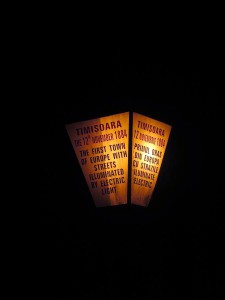 TIMISOARA
THE 12th NOVEMBER 1884
THE FIRST TOWN
OF EUROPE WITH
STREETS
ILLUMINATED
BY ELECTRIC
LIGHT
TIMISOARA
12 NOIEMBRIE 1884
PRIMUL ORAS
DIN EUROPA
CU STRAZILE
ILUMINATE
ELECTRIC